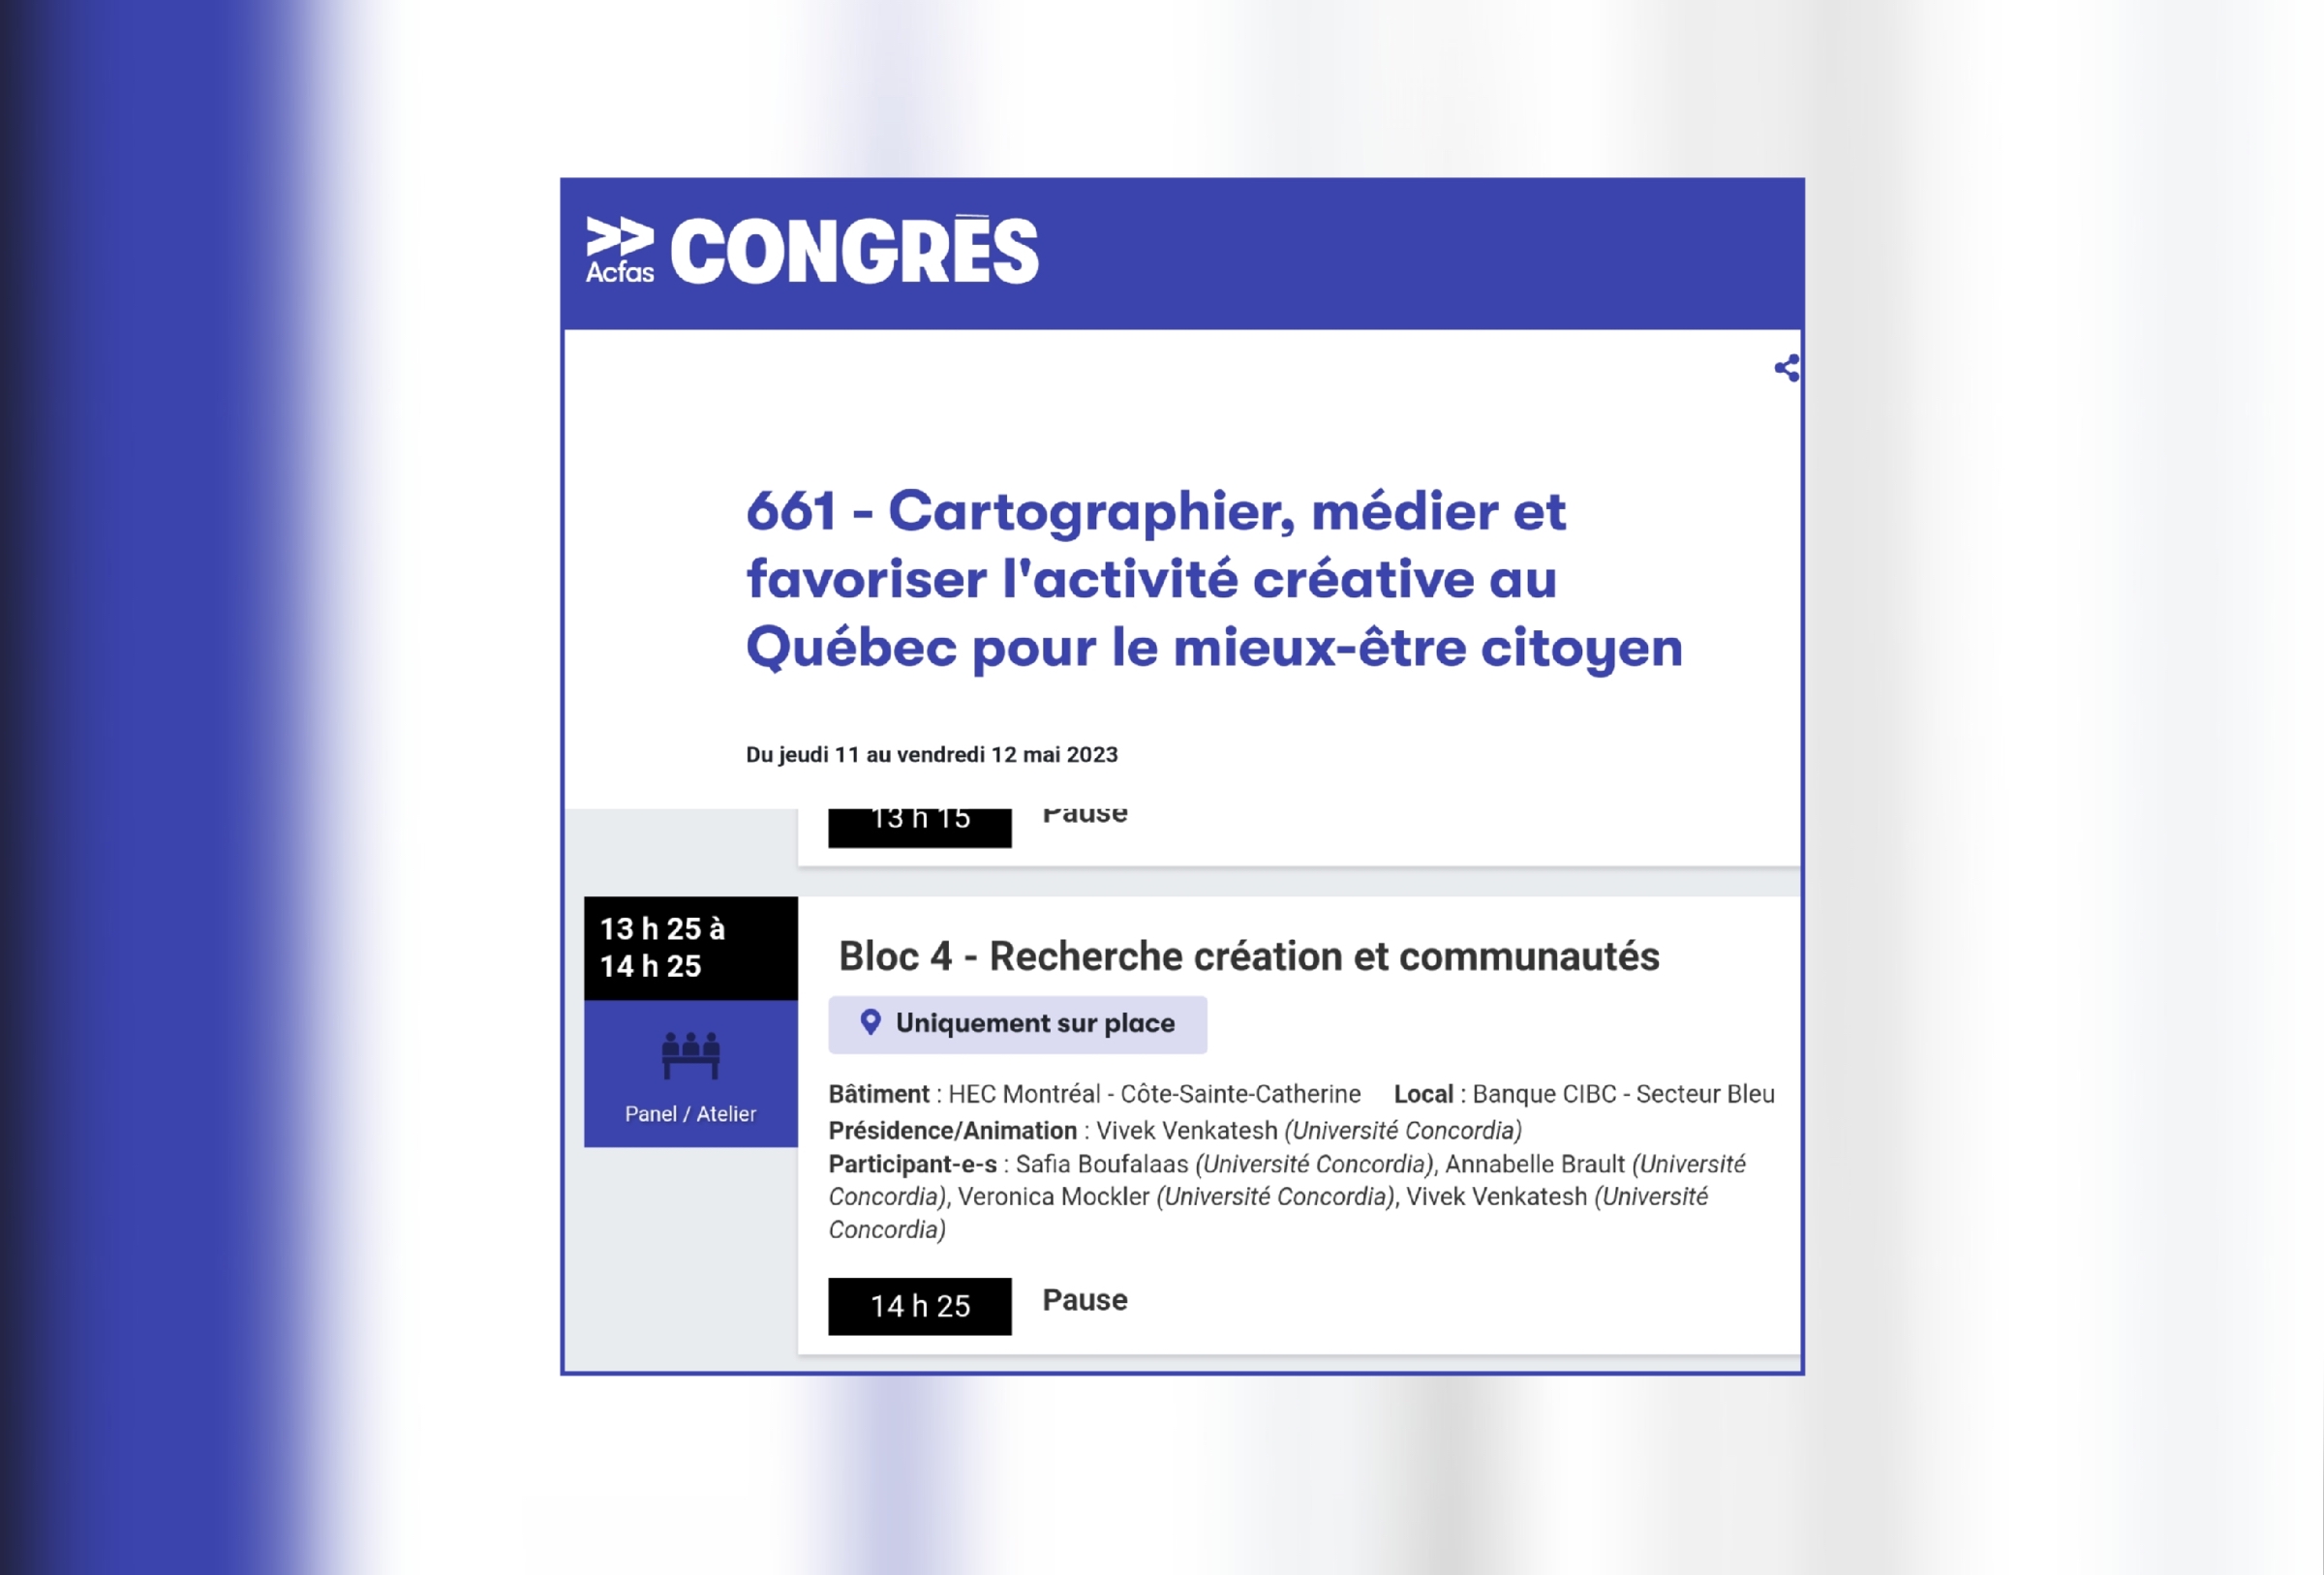 Acfas CONGRÈS
661 - Cartographier, médier et
favoriser l'activité créative au
Québec pour le mieux-être citoyen
Du jeudi 11 au vendredi 12 mai 2023
13 h 15 Pause
13 h 25 à
14 h 25
Panel / Atelier
Bloc 4 - Recherche création et communautés
Uniquement sur place
Bâtiment : HEC Montréal - Côte-Sainte-Catherine Local : Banque CIBC - Secteur Bleu
Présidence/Animation : Vivek Venkatesh (Université Concordia)
Participant-e-s : Safia Boufalaas (Université Concordia), Annabelle Brault (Université
Concordia), Veronica Mockler (Université Concordia), Vivek Venkatesh (Université
Concordia)
14 h 25 Pause